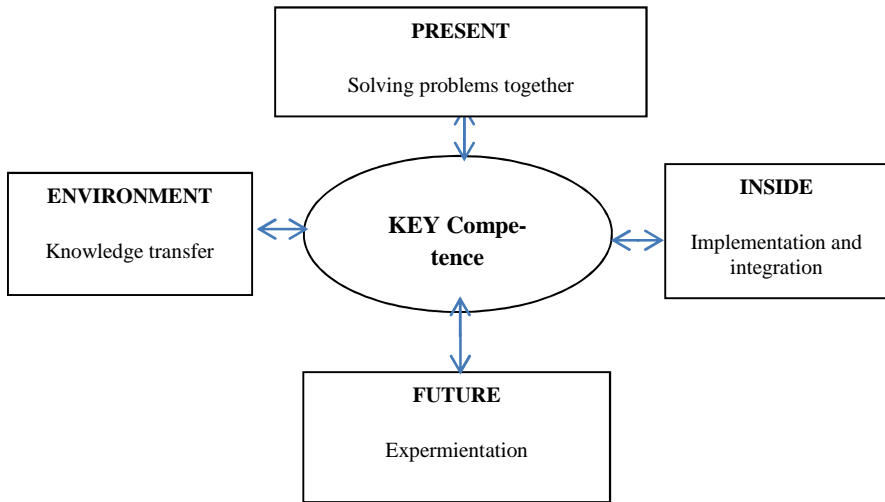 PRESENT
Solving problems together
ENVIRONMENT
Knowledge transfer
KEY Compe-
tence
INSIDE
Implementation and
integration
FUTURE
Expermientation